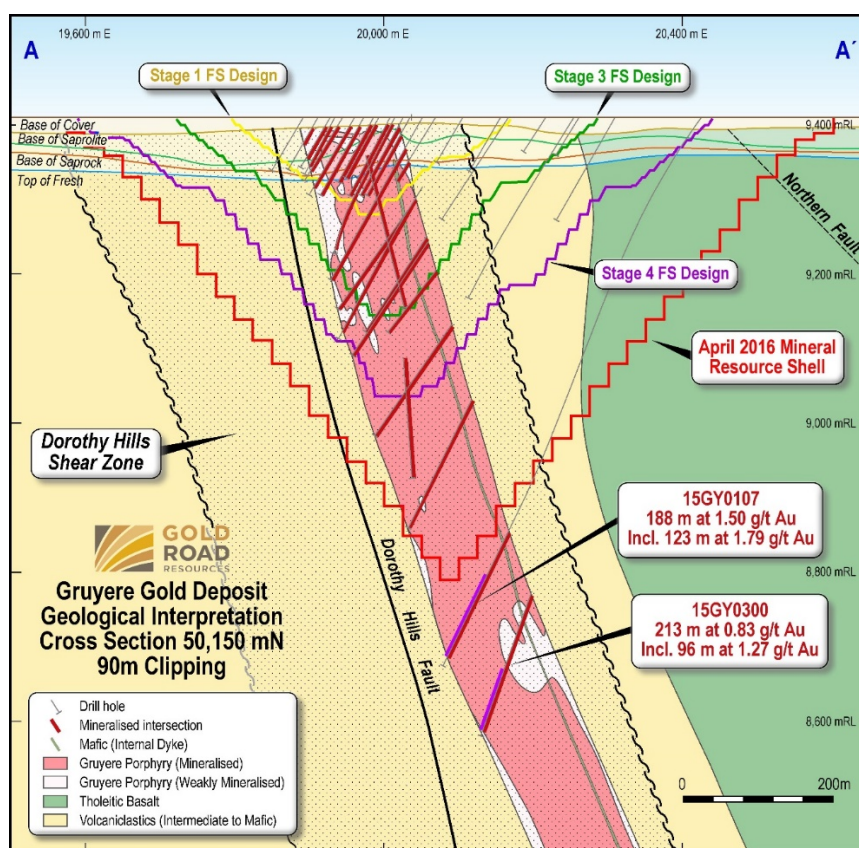 19,600 m E
20,000 m E
20,400 m E
A
A´
Stage 1 FS Design
Stage 3 FS Design
Base of Cover
9,400 mRL
Base of Saprolite
Base of Saprock
Top of Fresh
Northern Fault
Stage 4 FS Design
9,200 mRL
April 2016 Mineral
Resource Shell
9,000 mRL
Dorothy Hills
Shear Zone
15GY0107
188 m at 1.50 g/t Au
Incl. 123 m at 1.79 g/t Au
GOLD
ROAD
RESOURCES
Dorothy Hills Fault
8,800 mRL
Gruyere Gold Deposit
Geological Interpretation
Cross Section 50,150 mN
90m Clipping
15GY0300
213 m at 0.83 g/t Au
Incl. 96 m at 1.27 g/t Au
8,600 mRL
Drill hole
Mineralised intersection
Mafic (Internal Dyke)
Gruyere Porphyry (Mineralised)
Gruyere Porphyry (Weakly Mineralised)
Tholeitic Basalt
Volcaniclastics (Intermediate to Mafic)
0
200m